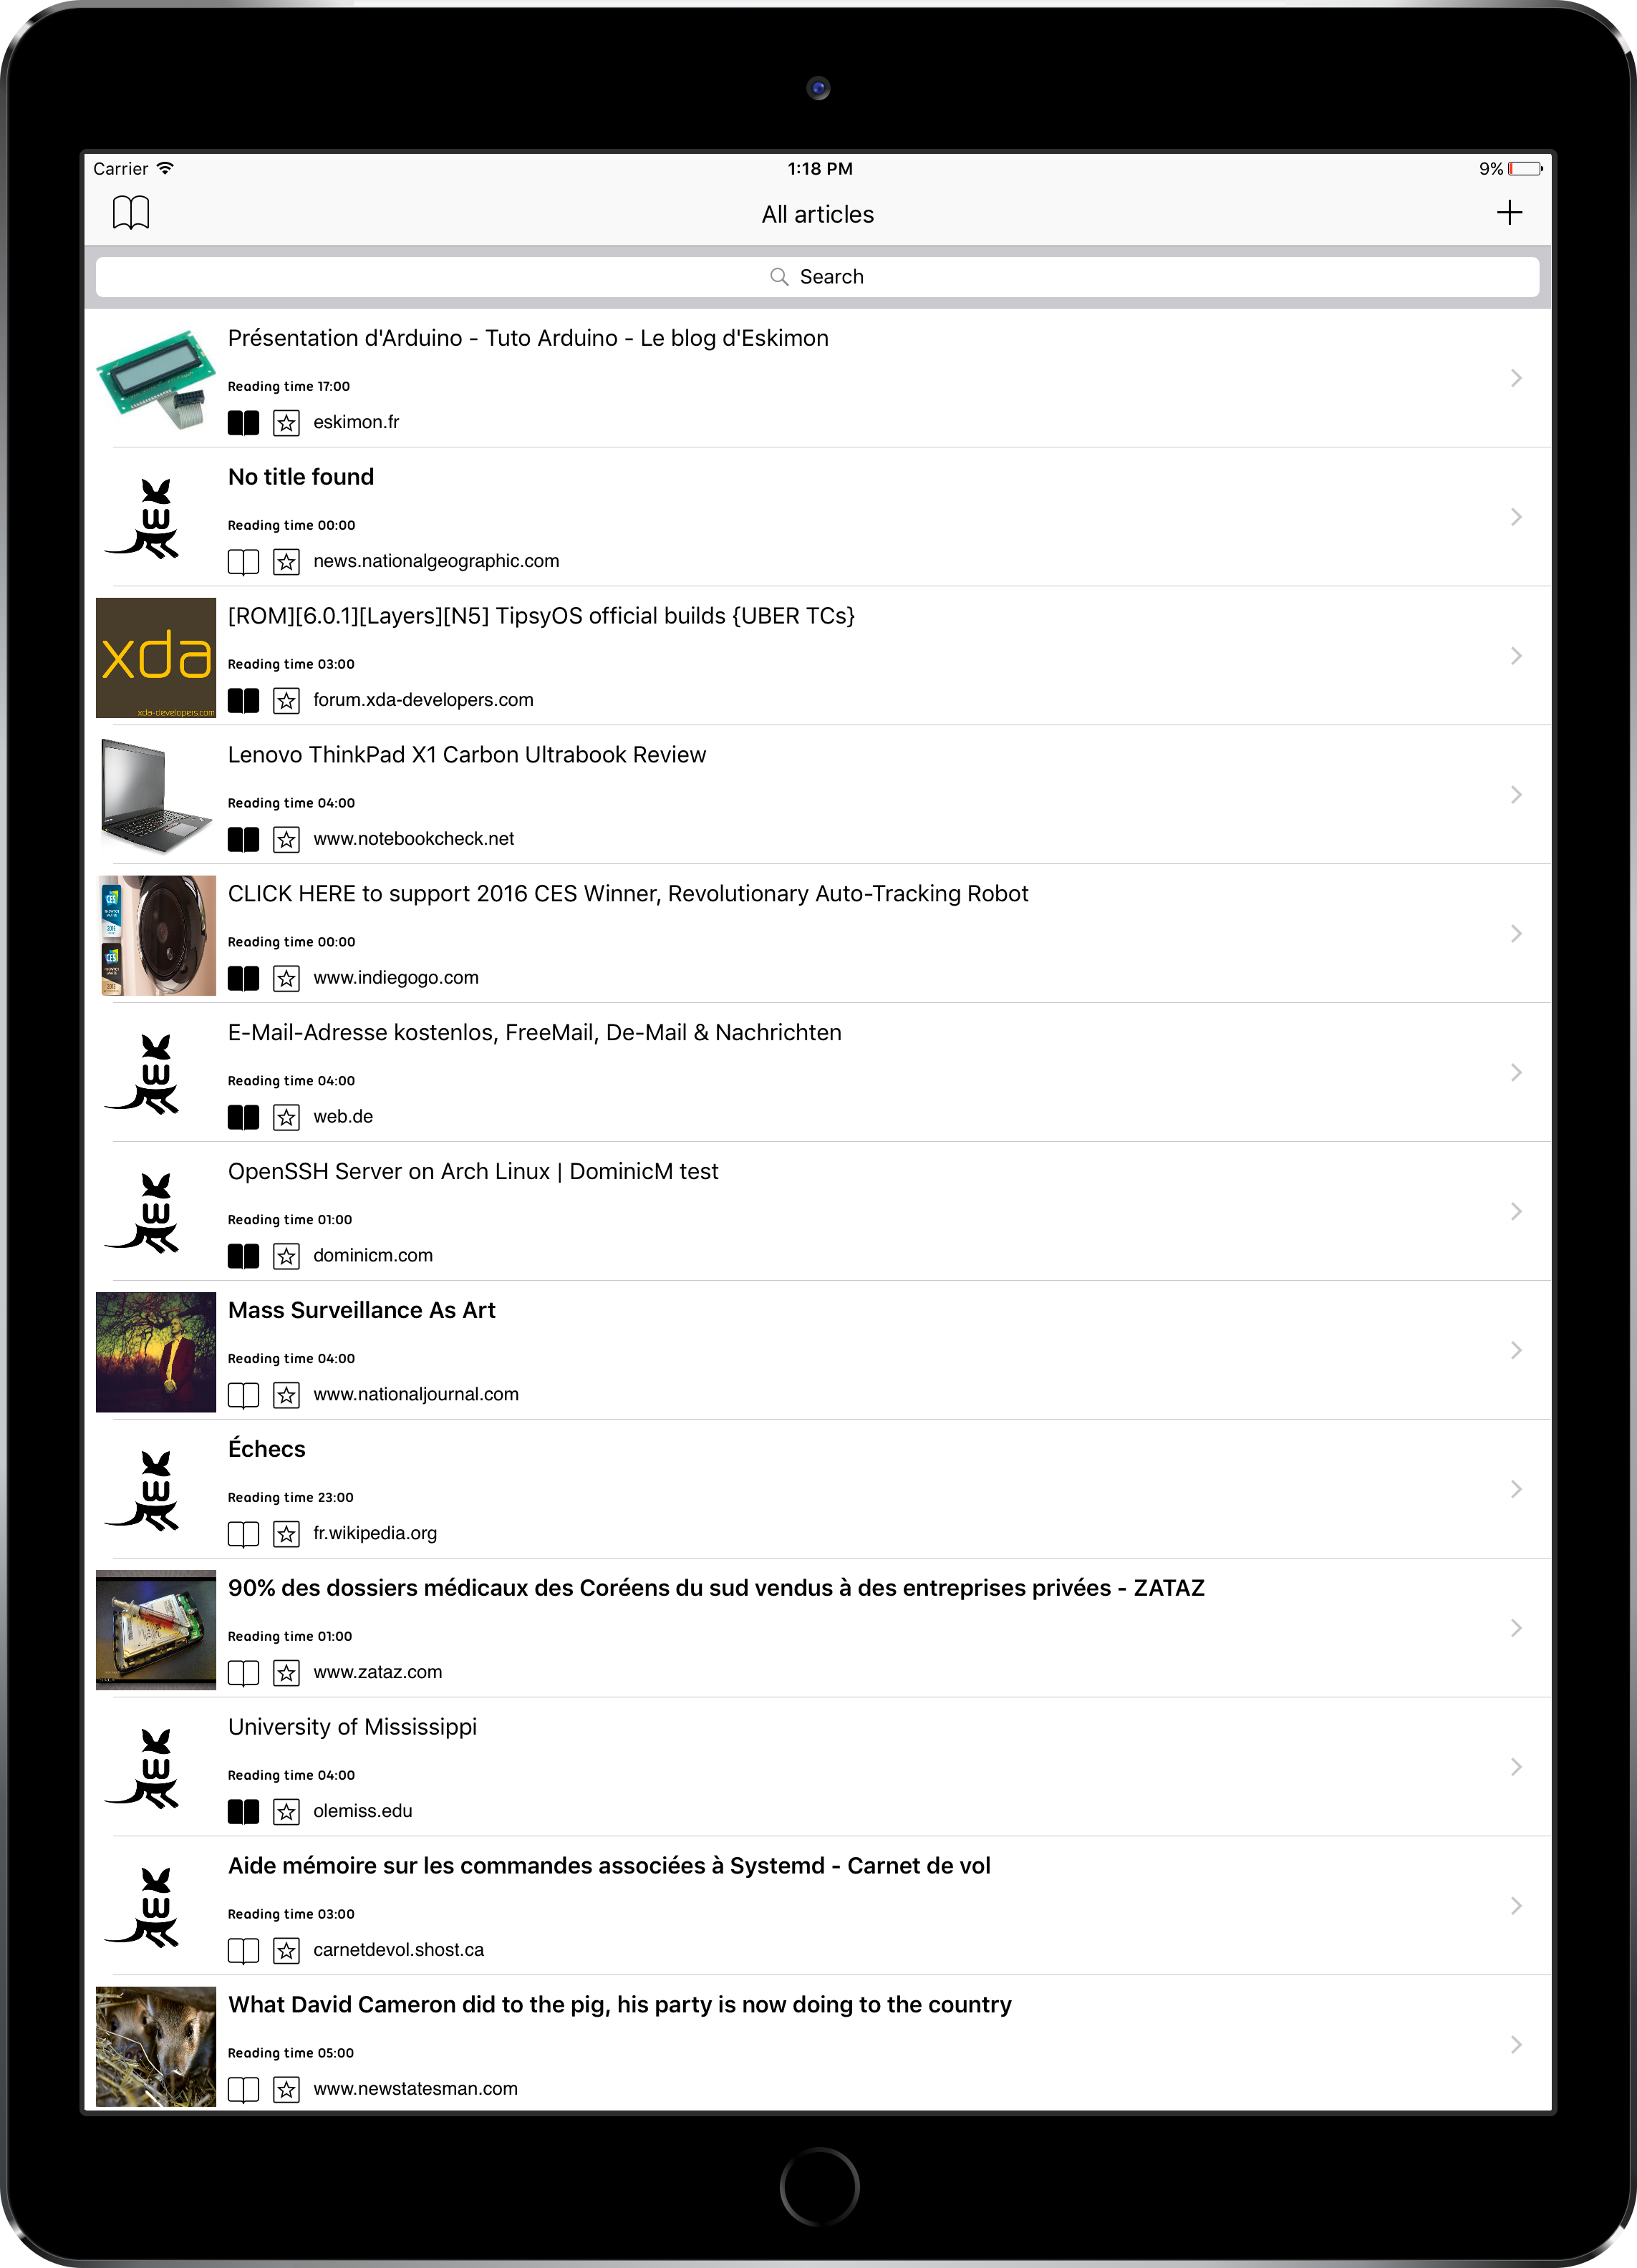 Carrier
1:18 PM
9%
All articles
Search
Présentation d'Arduino - Tuto Arduino - Le blog d'Eskimon
Reading time 17:00
eskimon.fr
No title found
Reading time 00:00
news.nationalgeographic.com
[ROM][6.0.1][Layers][N5] TipsyOS official builds {UBER TCs}
Reading time 03:00
forum.xda-developers.com
xda
xda-developers.com
Lenovo ThinkPad X1 Carbon Ultrabook Review
Reading time 04:00
www.notebookcheck.net
CLICK HERE to support 2016 CES Winner, Revolutionary Auto-Tracking Robot
Reading time 00:00
www.indiegogo.com
CES
CES
E-Mail-Adresse kostenlos, FreeMail, De-Mail & Nachrichten
Reading time 04:00
web.de
OpenSSH Server on Arch Linux | DominicM test
Reading time 01:00
dominicm.com
Mass Surveillance As Art
Reading time 04:00
www.nationaljournal.com
Échecs
Reading time 23:00
fr.wikipedia.org
90% des dossiers médicaux des Coréens du sud vendus à des entreprises privées - ZATAZ
Reading time 01:00
www.zataz.com
University of Mississippi
Reading time 04:00
olemiss.edu
Aide mémoire sur les commandes associées à Systemd - Carnet de vol
Reading time 03:00
carnetdevol.shost.ca
What David Cameron did to the pig, his party is now doing to the country
Reading time 05:00
www.newstatesman.com